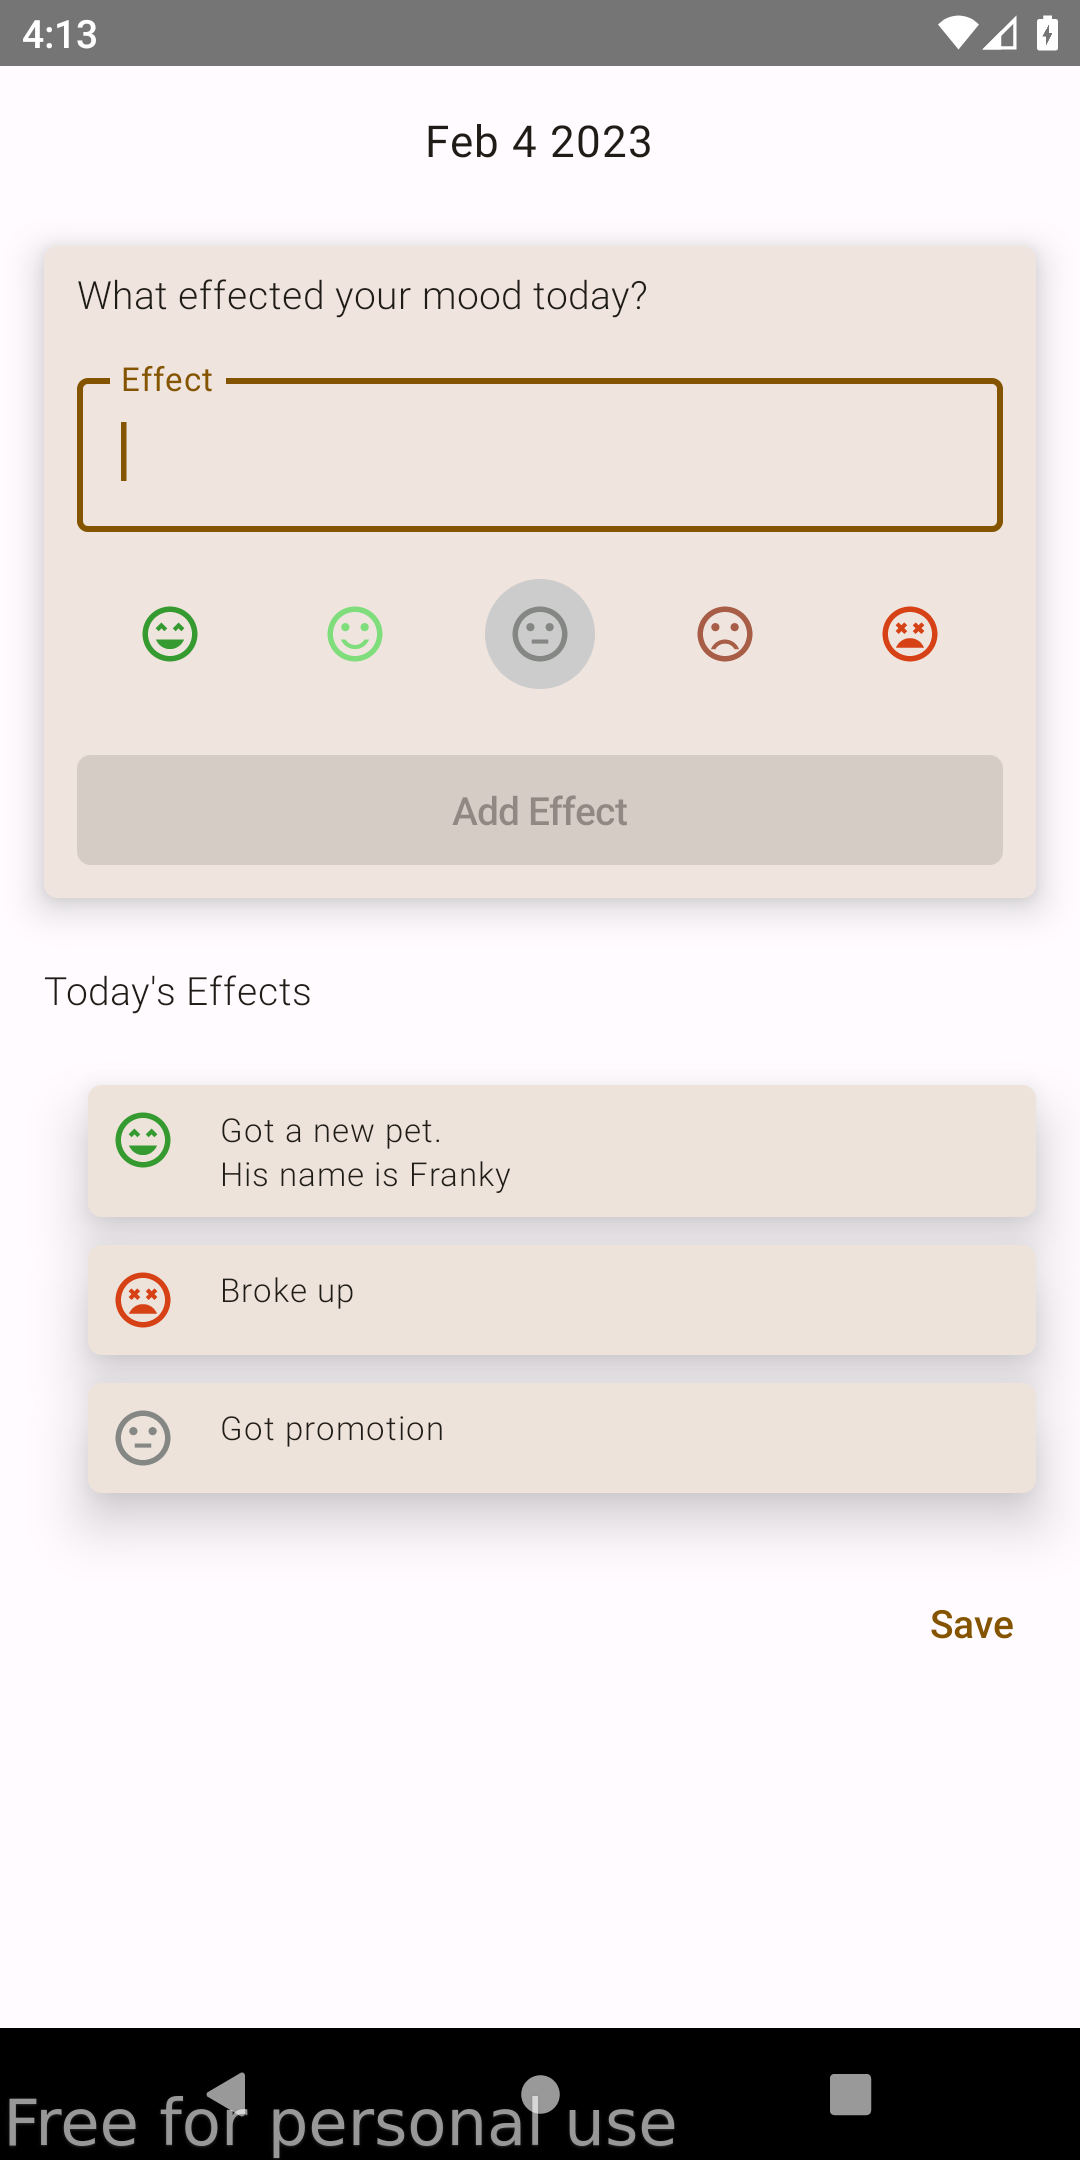 4:13
Feb 4 2023
What effected your mood today?
Effect
Add Effect
Today's Effects
Got a new pet.
His name is Franky
Broke up
Got promotion
Save
Free for personal use